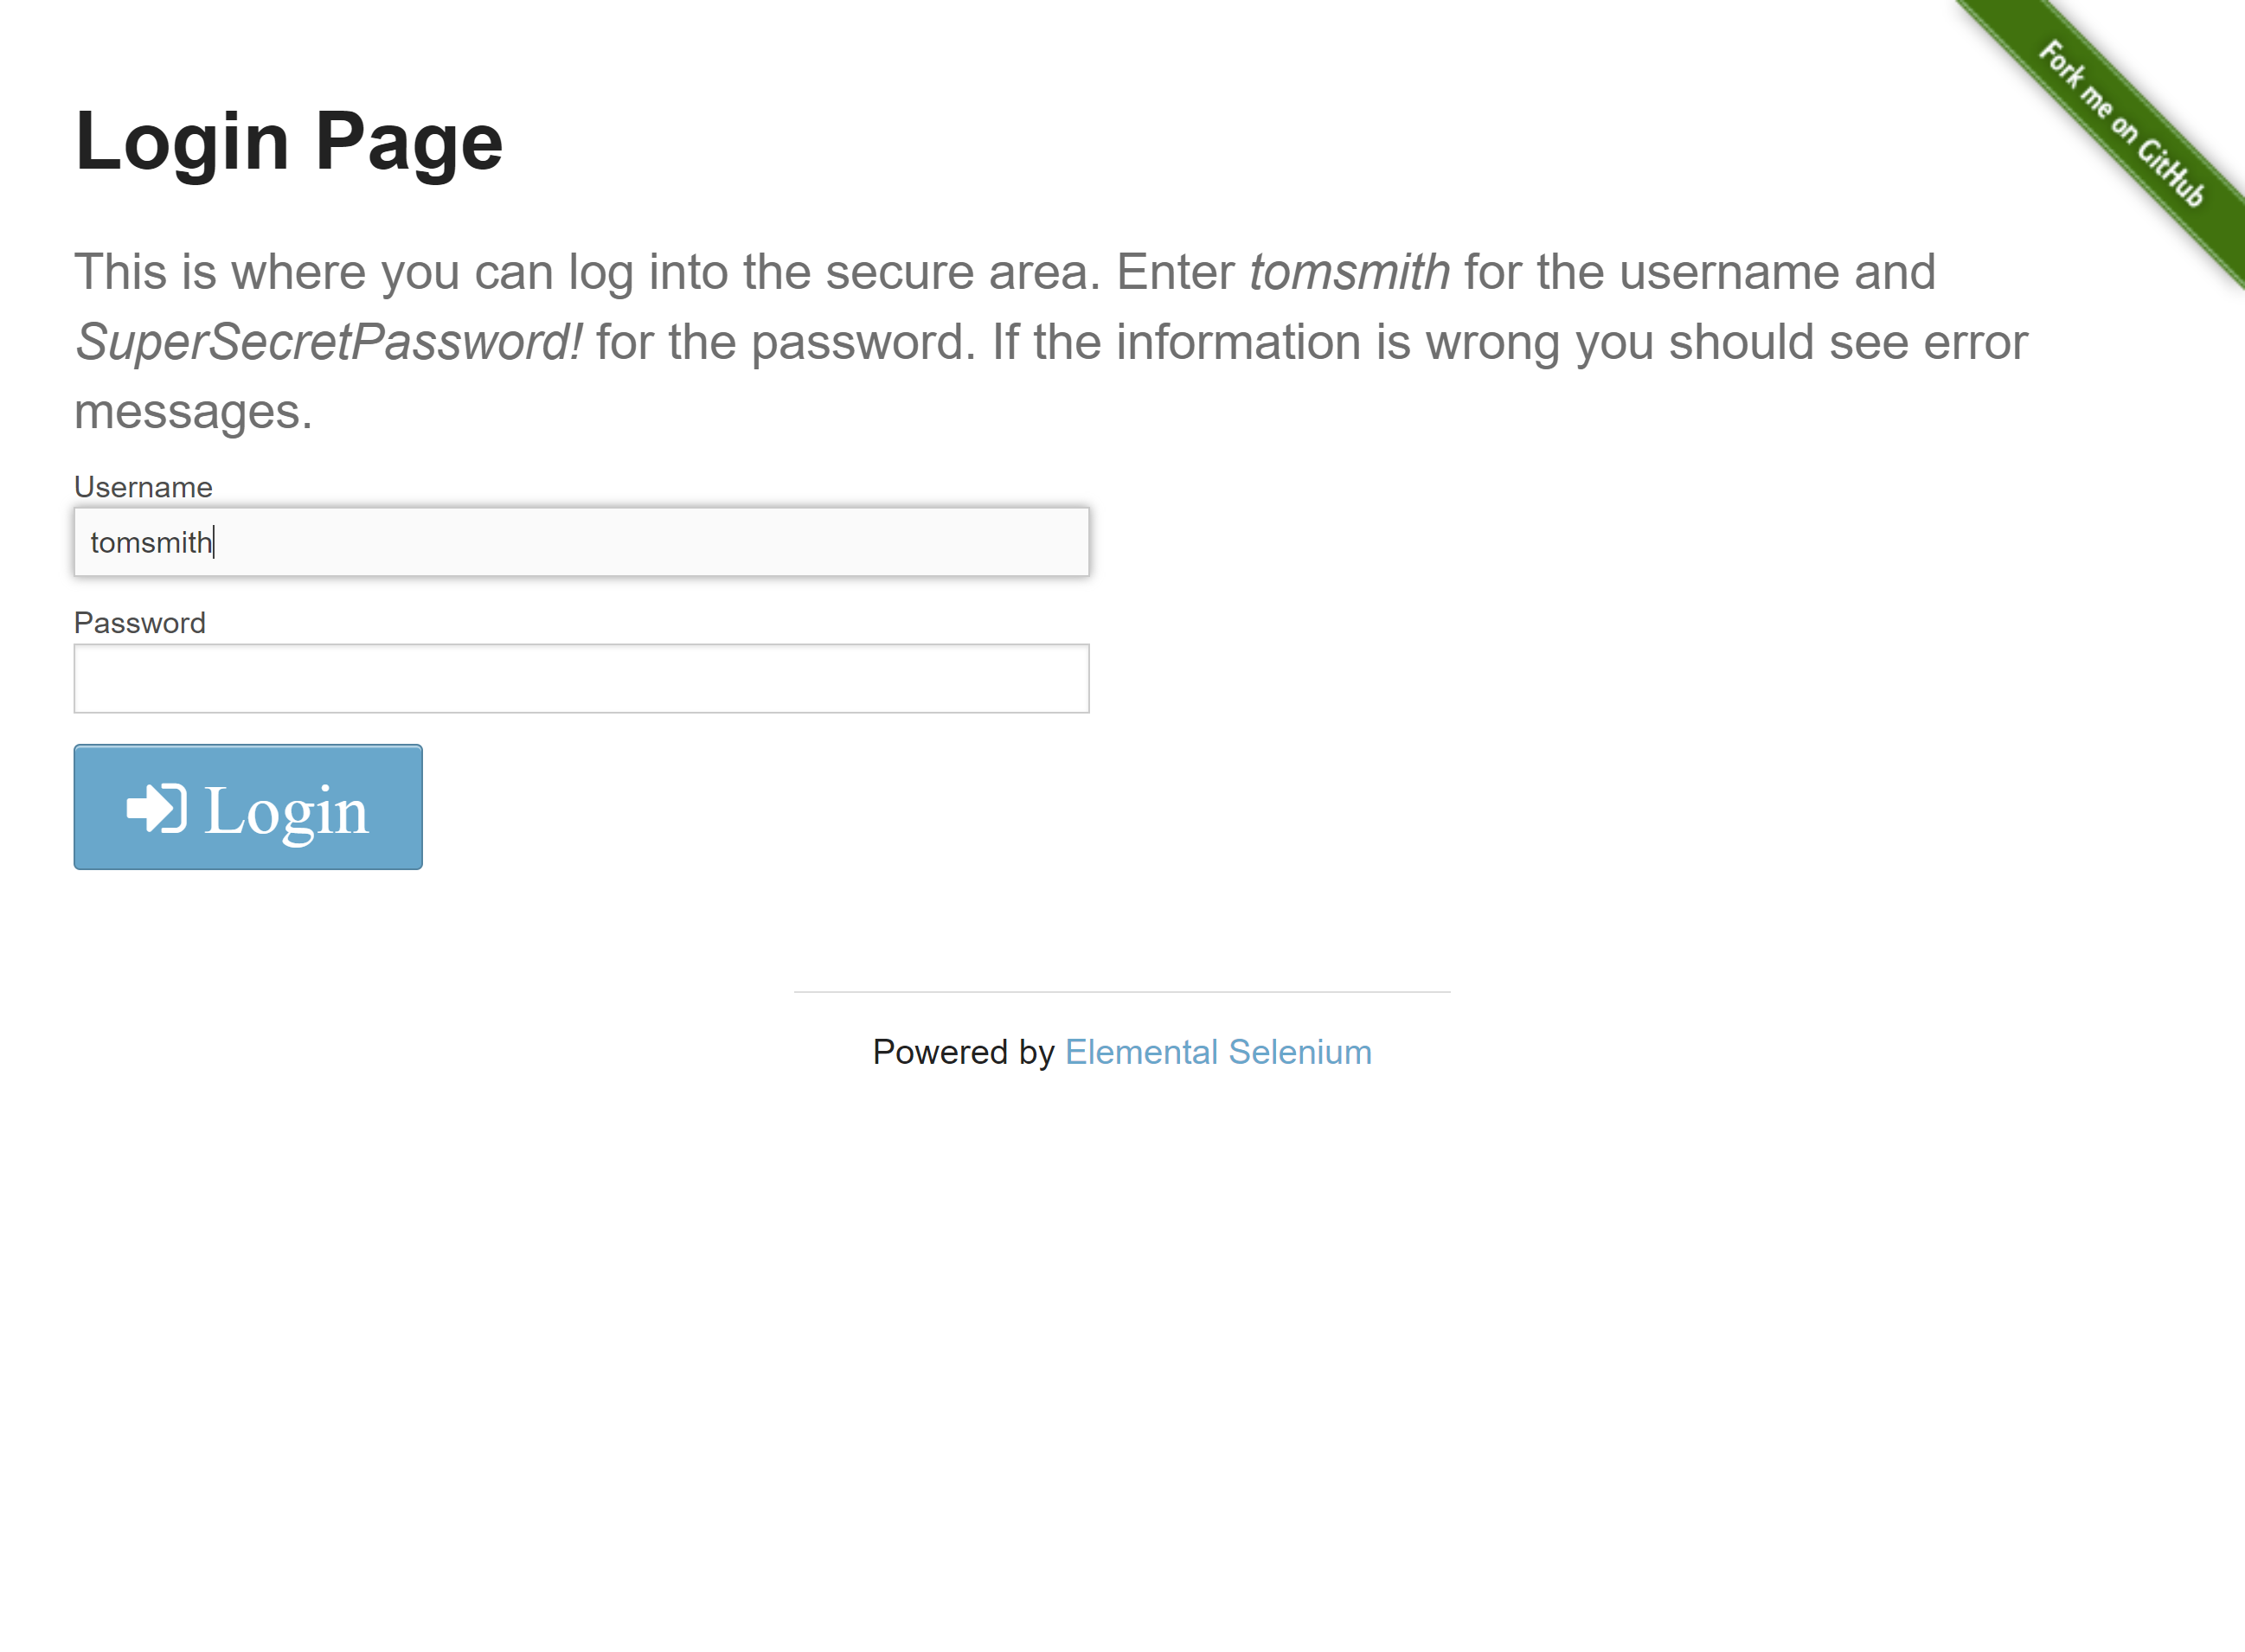 Fork me on GitHub
Login Page
This is where you can log into the secure area. Enter tomsmith for the username and
SuperSecretPassword! for the password. If the information is wrong you should see error
messages.
Username
tomsmith
Password
Login
Powered by Elemental Selenium